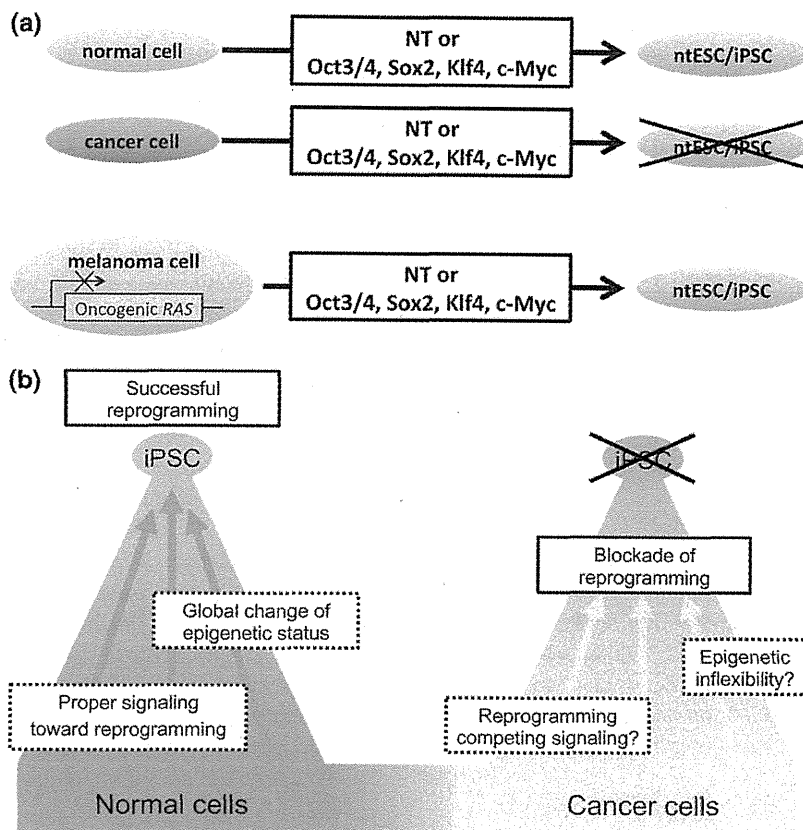 (a)
normal cell
NT or
Oct3/4, Sox2, Klf4, c-Myc
ntESC/iPSC
cancer cell
NT or
Oct3/4, Sox2, Klf4, c-Myc
ntESC/iPSC
melanoma cell
Oncogenic RAS
NT or
Oct3/4, Sox2, Klf4, c-Myc
ntESC/iPSC
(b)
Successful
reprogramming
iPSC
Global change of
epigenetic status
Proper signaling
toward reprogramming
Normal cells
iPSC
Blockade of
reprogramming
Epigenetic
inflexibility?
Reprogramming
competing signaling?
Cancer cells